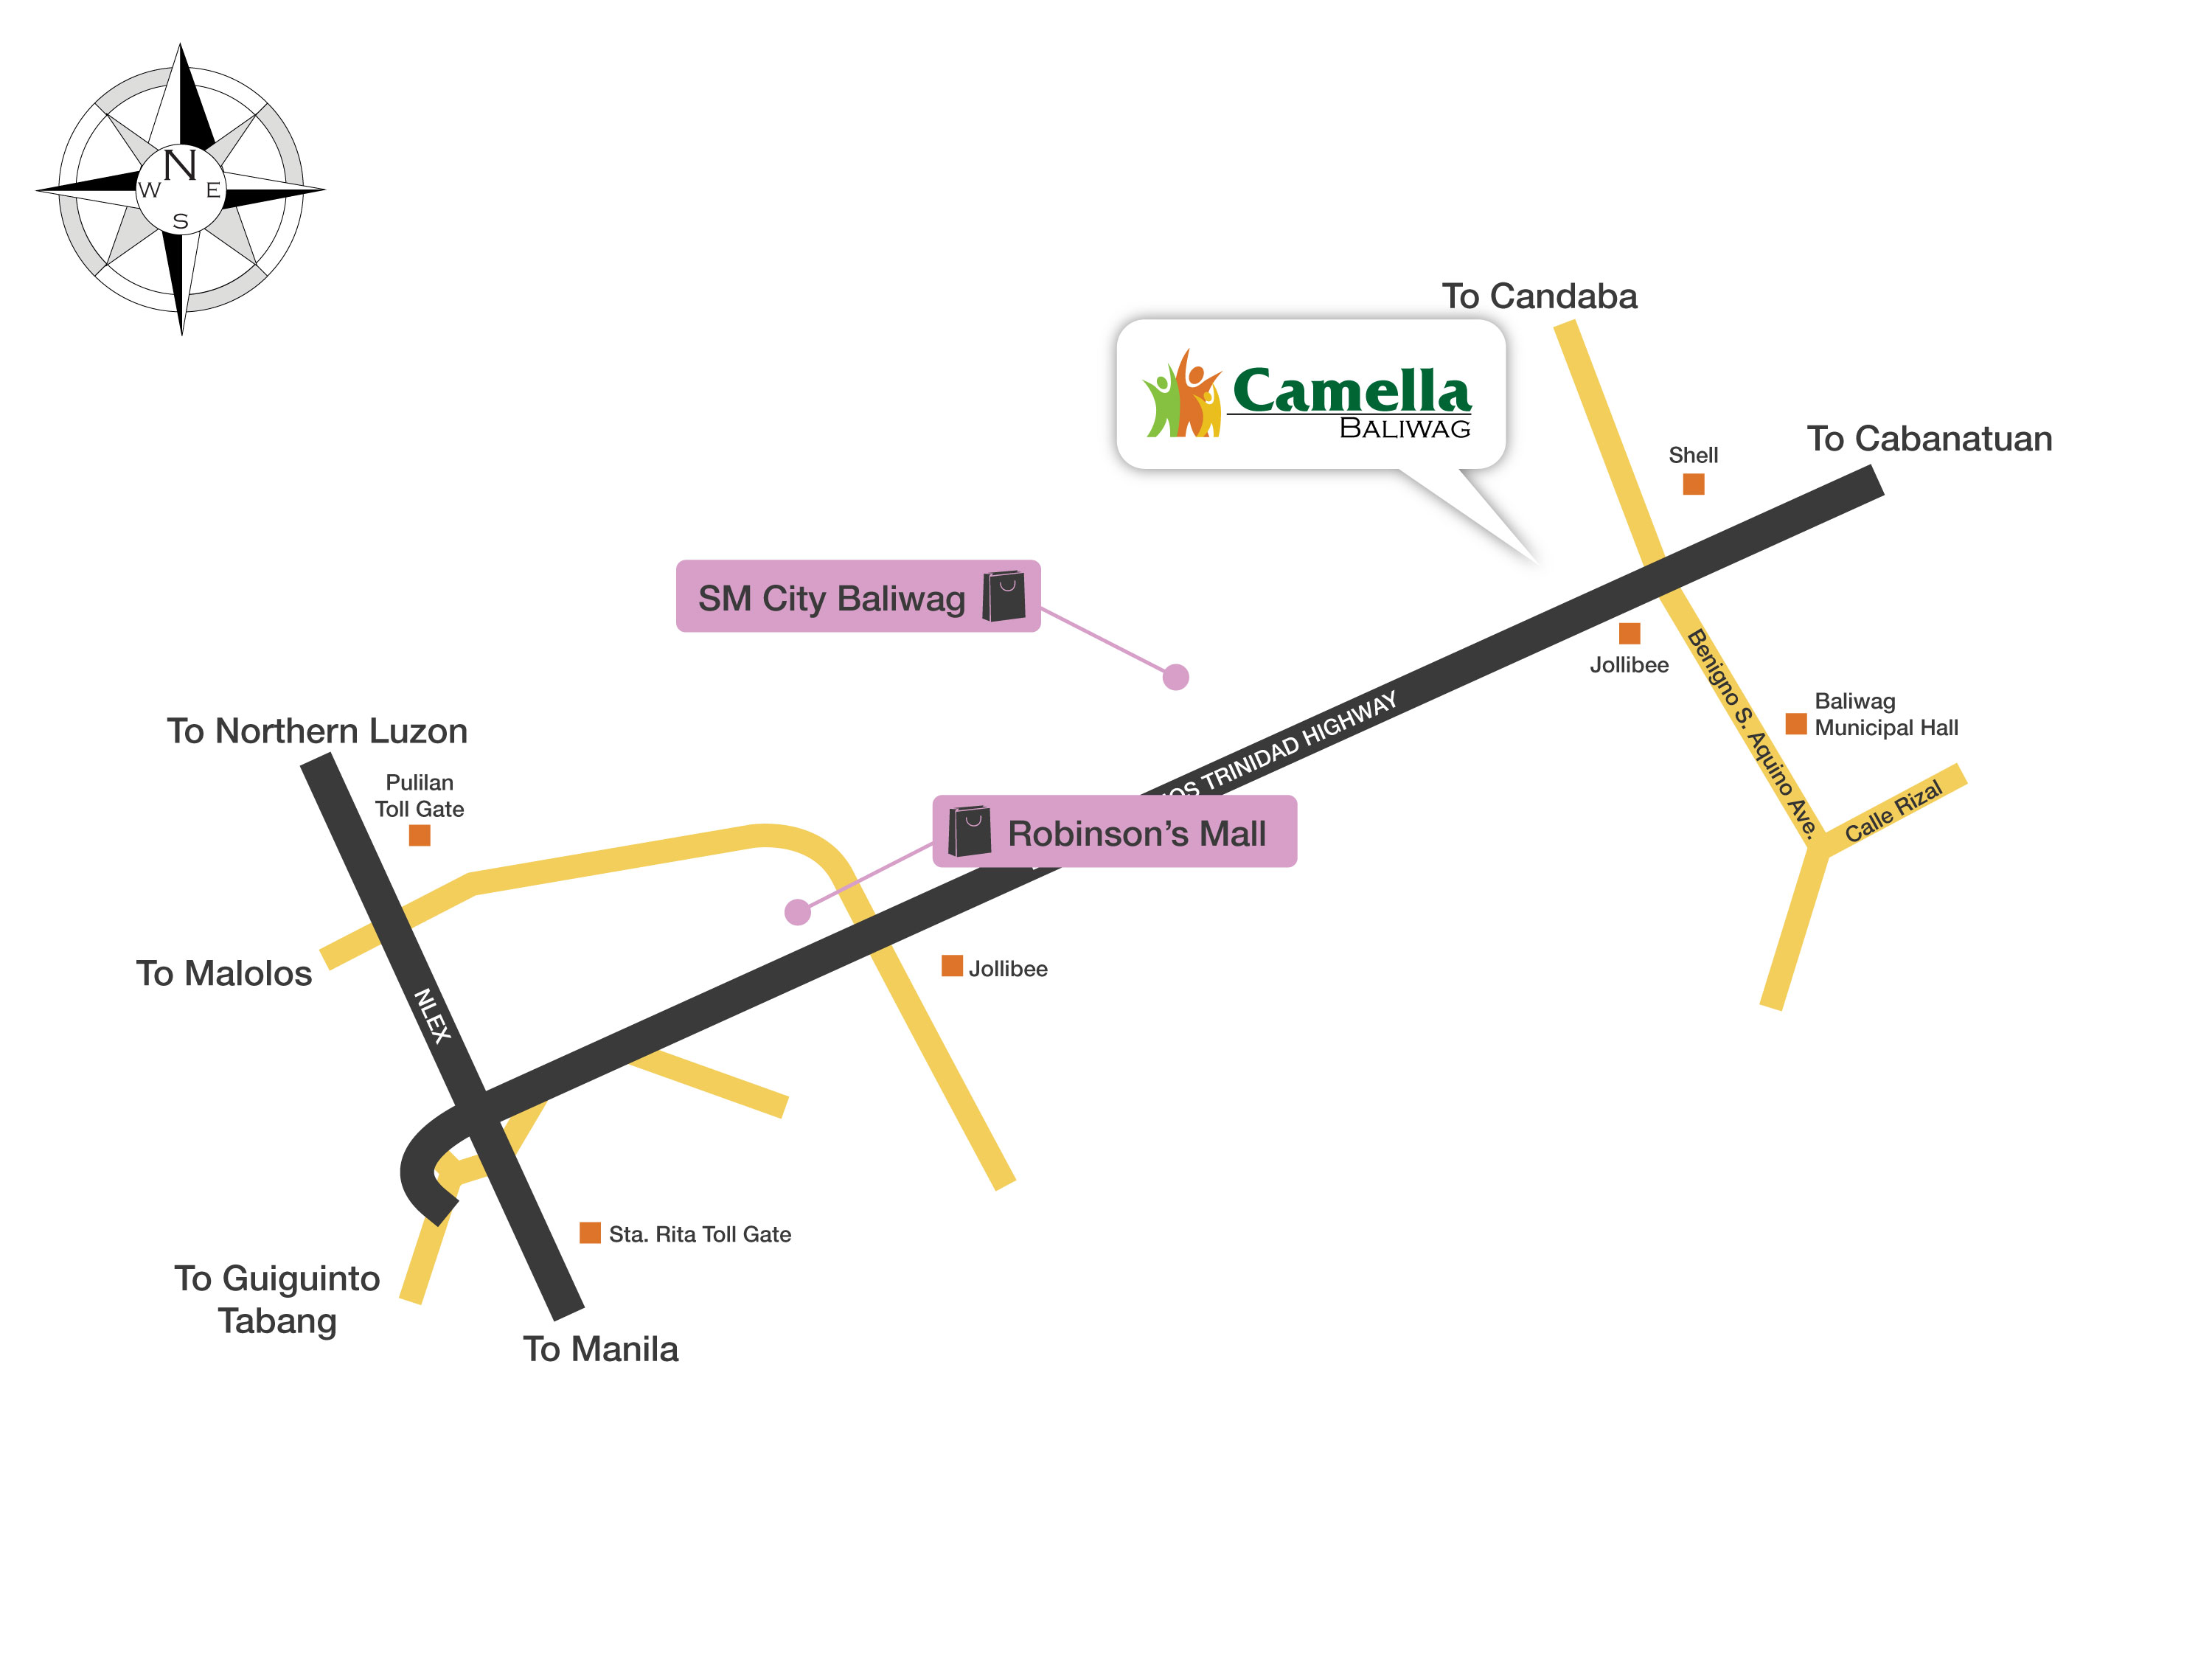 N
W E
S
To Candaba
Camella
BALIWAG
To Cabanatuan
Shell
SM City Baliwag
Jollibee
Benigno S. Aquino Ave.
Baliwag
Municipal Hall
TRINIDAD HIGHWAY
To Northern Luzon
Pulilan
Toll Gate
Calle Rizal
Robinson’s Mall
To Malolos
Jollibee
NLEX
Sta. Rita Toll Gate
To Guiguinto
Tabang
To Manila